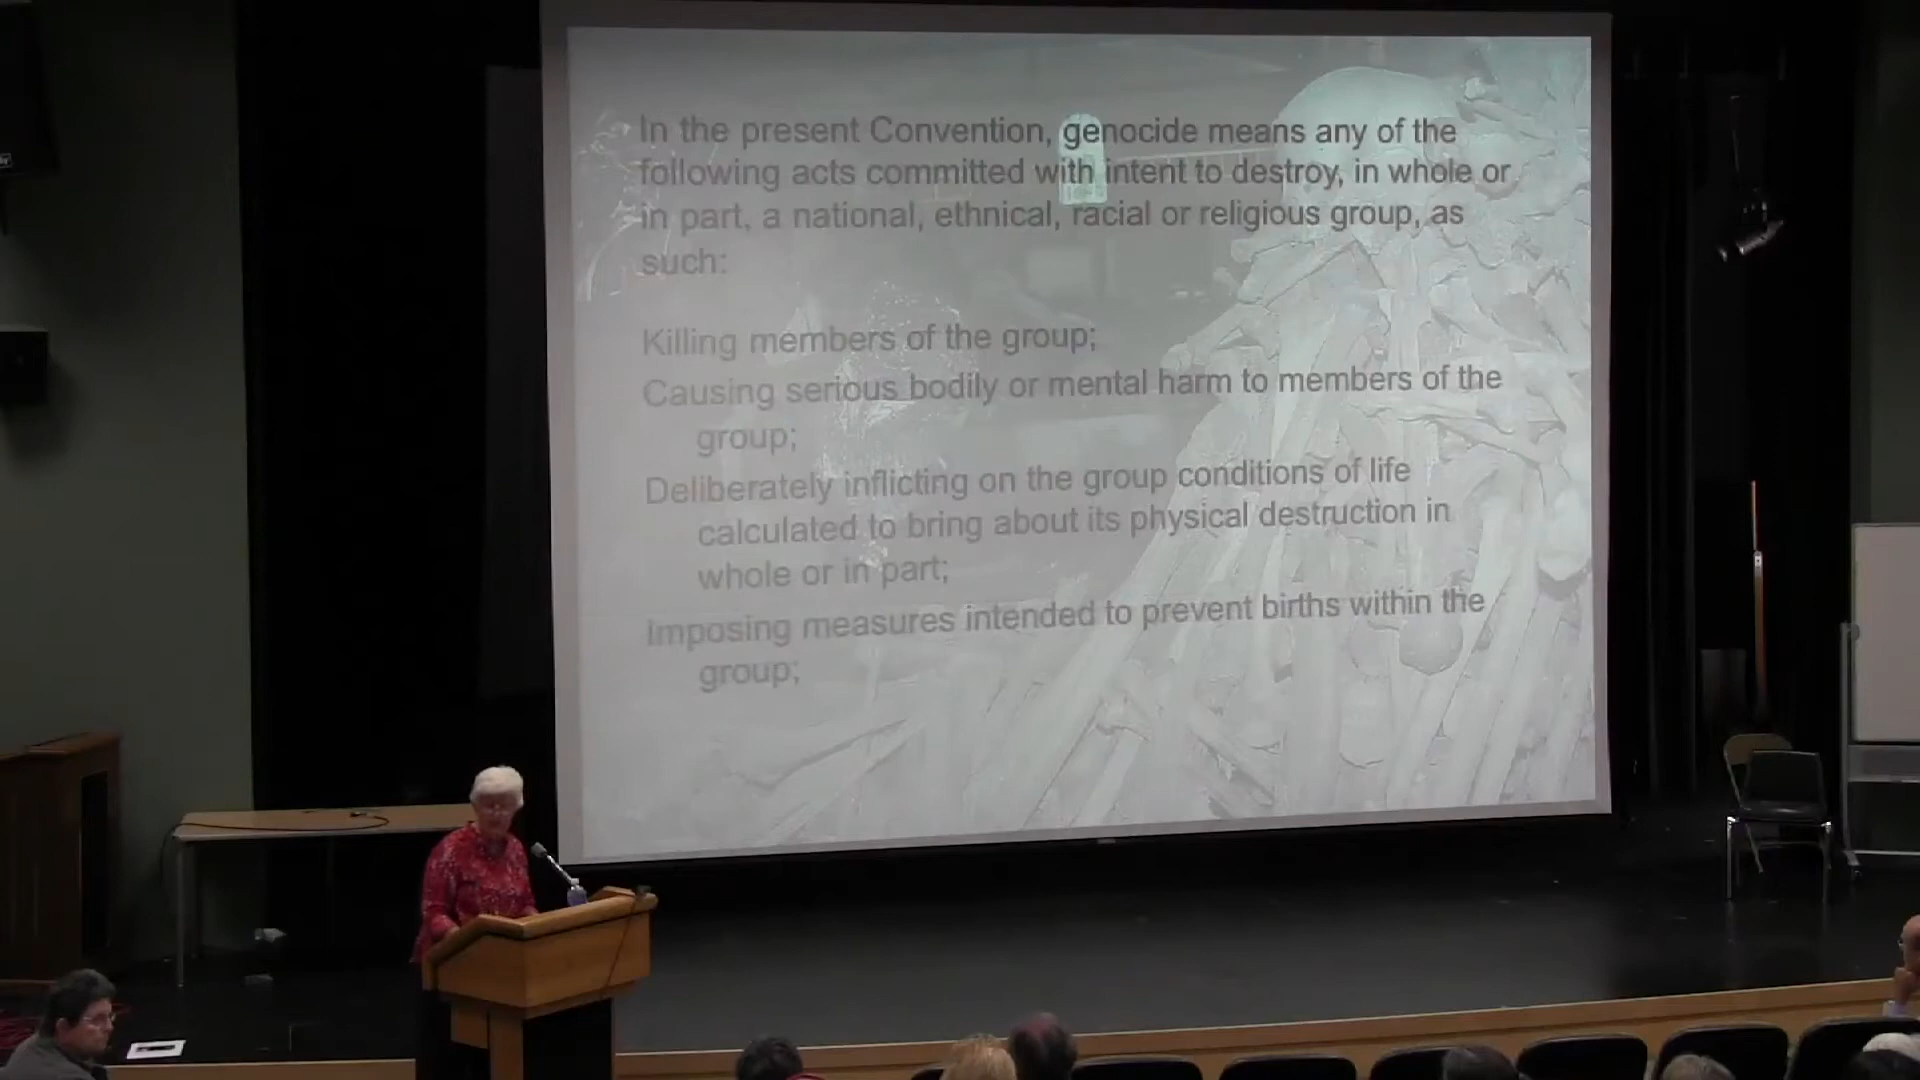 In the present Convention, genocide means any of the
following acts committed with intent to destroy, in whole or
in part, a national, ethnical, racial or religious group, as
such:
Killing members of the group;
Causing serious bodily or mental harm to members of the
group;
Deliberately inflicting on the group conditions of life
calculated to bring about its physical destruction in
whole or in part;
Imposing measures intended to prevent births within the
group;